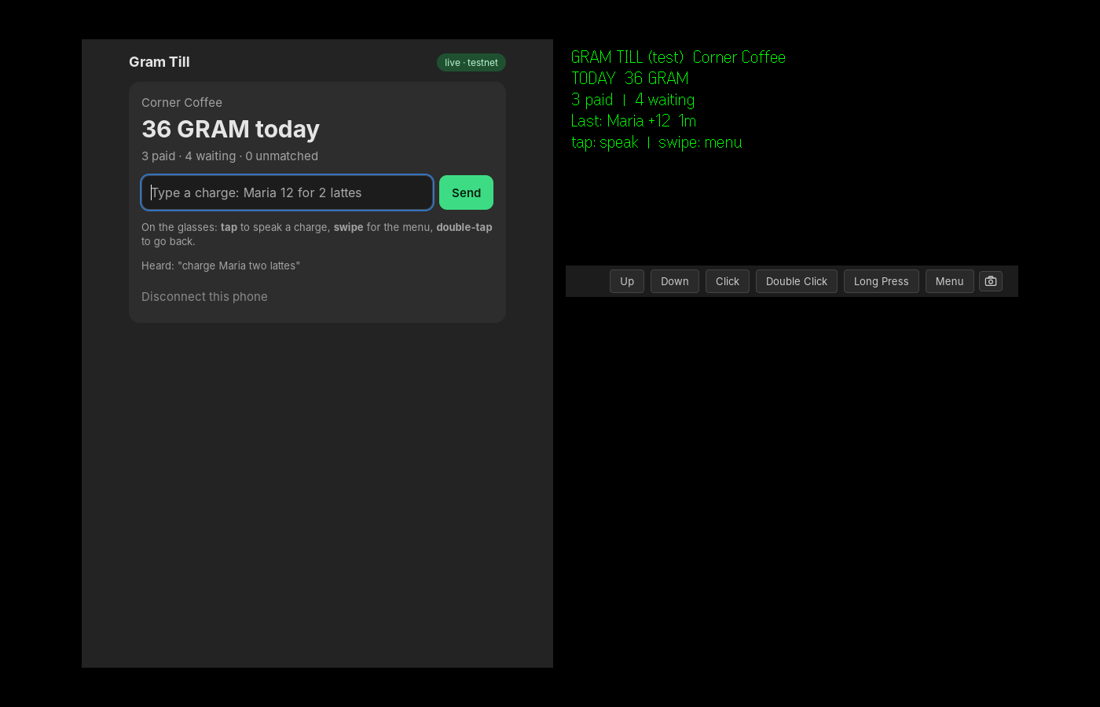 Gram Till
live · testnet
Corner Coffee
36 GRAM today
3 paid · 4 waiting · 0 unmatched
Type a charge: Maria 12 for 2 lattes
Send
On the glasses: tap to speak a charge, swipe for the menu, double-tap
to go back.
Heard: "charge Maria two lattes"
Disconnect this phone
GRAM TILL (test) Corner Coffee
TODAY 36 GRAM
3 paid | 4 waiting
Last: Maria +12 1m
tap: speak | swipe: menu
Up
Down
Click
Double Click
Long Press
Menu